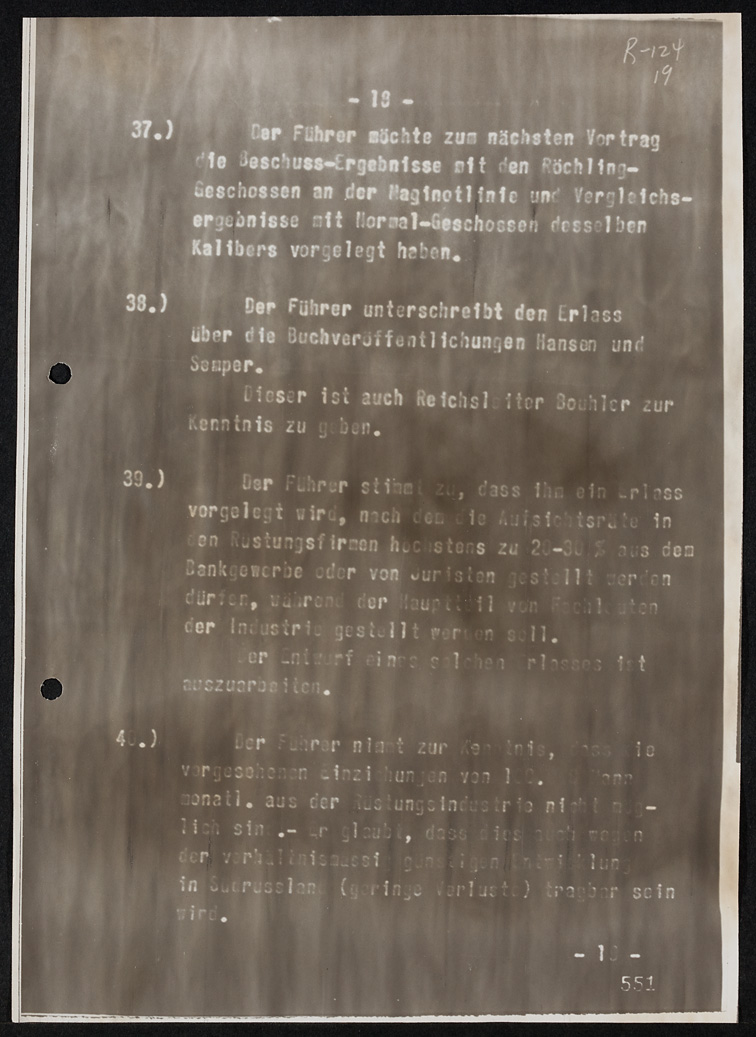 R-124
19
- 18 -
37.) Der Führer möchte zum nächsten Vortrag
die Beschuss-Ergebnisse mit den Röchling-
Geschossen an der Maginotlinie und Vergleichs-
ergebnisse mit Normal-Geschossen desselben
Kalibers vorgelegt haben.
38.) Der Führer unterschreibt den Erlass
über die Buchveröffentlichungen Hansen und
Semper.
Dieser ist auch Reichsleiter Bouhler zur
Kenntnis zu geben.
39.) Der Führer stimmt zu, dass ihm ein Erlass
vorgelegt wird, nach dem die Aufsichtsräte in
den Rüstungsfirmen höchstens zu 20-30 % aus dem
Bankgewerbe oder von Juristen gestellt werden
dürfen, während der Hauptteil von Fachleuten
der Industrie gestellt werden soll.
Der Entwurf eines solchen Erlasses ist
auszuarbeiten.
40.) Der Führer nimmt zur Kenntnis, dass die
vorgesehenen Einziehungen von Mann
monatl. aus der Rüstungsindustrie nicht mög-
lich sind.- Er glaubt, dass dies auch wegen
der verhältnismässig günstigen Entwicklung
in Südrussland (geringe Verluste) tragbar sein
wird.
- 19 -
551